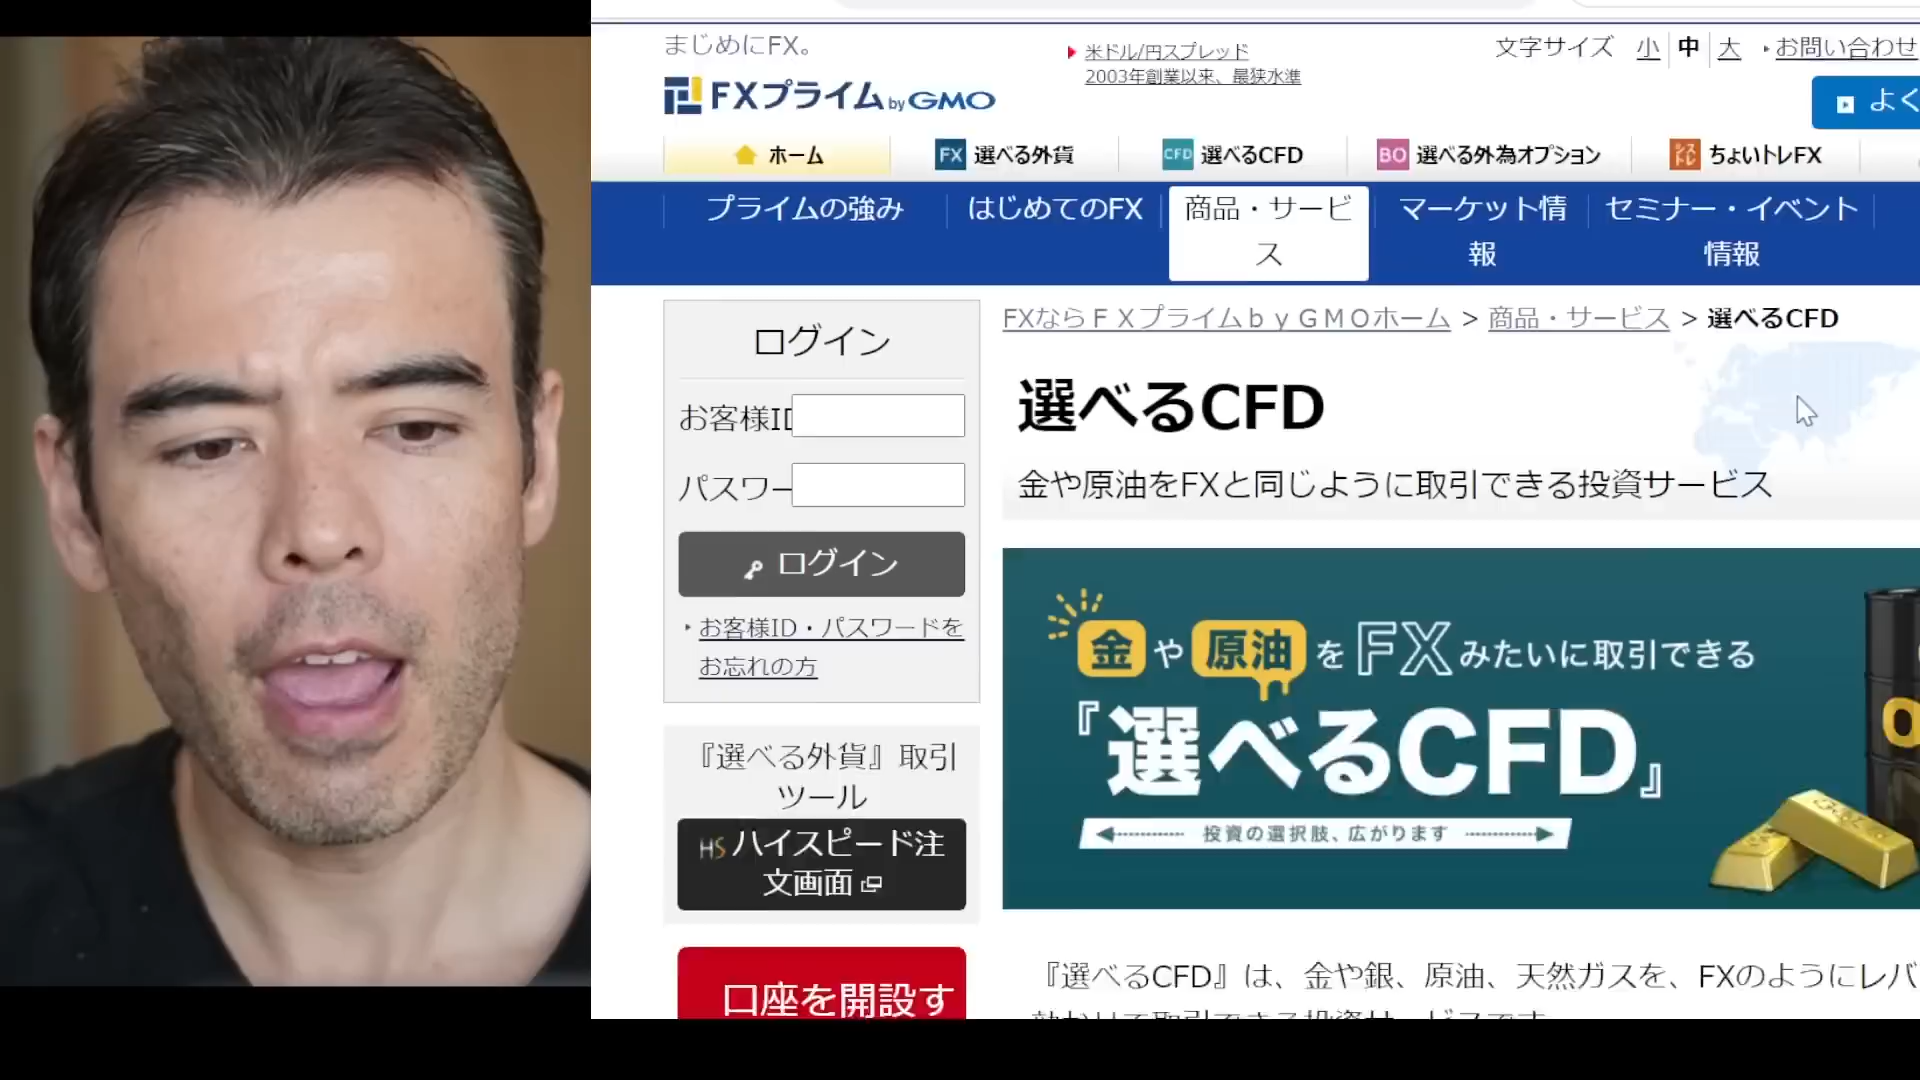 まじめにFX。
米ドル/円スプレッド
2003年創業以来、最狭水準
文字サイズ 小 中 大 お問い合わせ
FXプライム by GMO
よく
ホーム FX 選べる外貨 CFD 選べるCFD BO 選べる外為オプション シストレ ちょいトレFX
プライムの強み はじめてのFX 商品・サービス マーケット情報 セミナー・イベント情報
FXならＦＸプライムｂｙＧＭＯホーム > 商品・サービス > 選べるCFD
ログイン
お客様ID
パスワー
ログイン
お客様ID・パスワードを
お忘れの方
『選べる外貨』取引
ツール
HS ハイスピード注
文画面
口座を開設す
選べるCFD
金や原油をFXと同じように取引できる投資サービス
金や原油をFXみたいに取引できる
『選べるCFD』
投資の選択肢、広がります
『選べるCFD』は、金や銀、原油、天然ガスを、FXのようにレバ